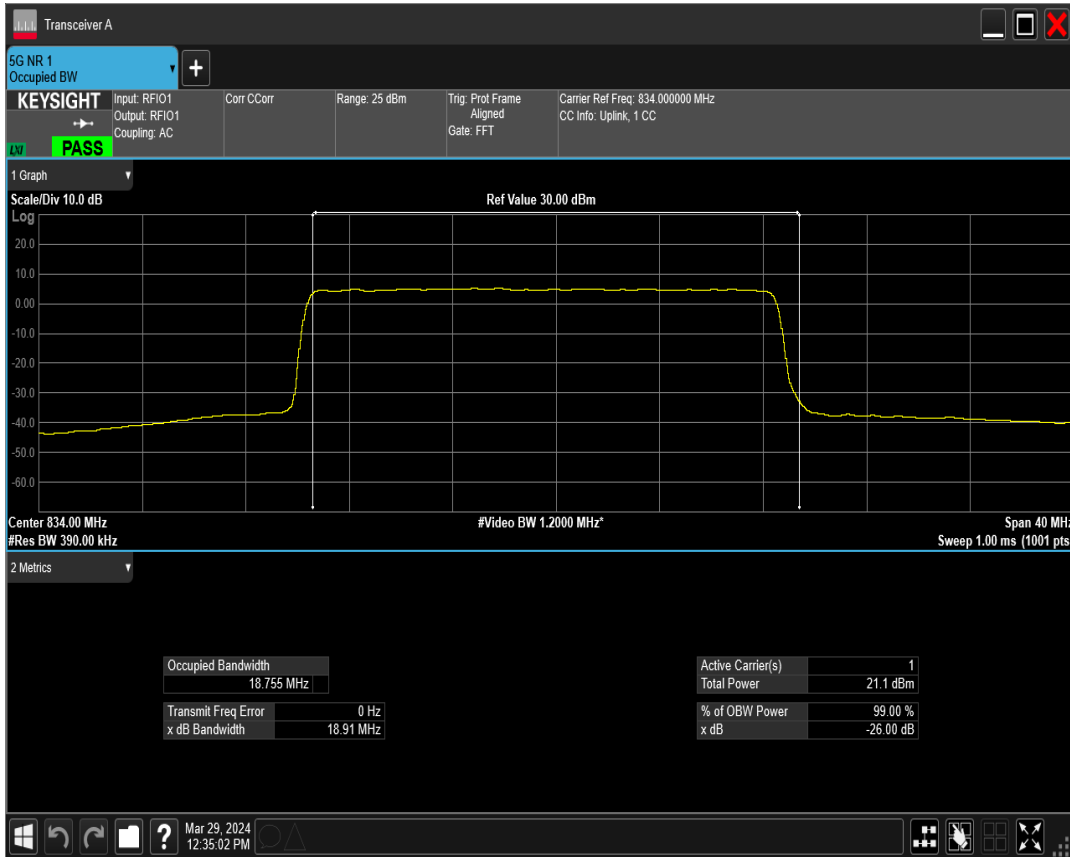 Transceiver A
5G NR 1
Occupied BW
KEYSIGHT
LXI
PASS
Input: RFIO1
Output: RFIO1
Coupling: AC
Corr CCorr
Range: 25 dBm
Trig: Prot Frame
Aligned
Gate: FFT
Carrier Ref Freq: 834.000000 MHz
CC Info: Uplink, 1 CC
1 Graph
Scale/Div 10.0 dB
Ref Value 30.00 dBm
Log
20.0
10.0
0.00
-10.0
-20.0
-30.0
-40.0
-50.0
-60.0
Center 834.00 MHz
#Video BW 1.2000 MHz*
Span 40 MHz
#Res BW 390.00 kHz
Sweep 1.00 ms (1001 pts
2 Metrics
Occupied Bandwidth
18.755 MHz
Transmit Freq Error 0 Hz
x dB Bandwidth 18.91 MHz
Active Carrier(s) 1
Total Power 21.1 dBm
% of OBW Power 99.00 %
x dB -26.00 dB
?
Mar 29, 2024
12:35:02 PM